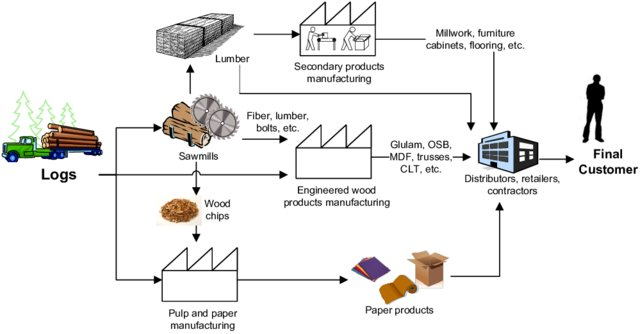 Millwork, furniture
cabinets, flooring, etc.
Lumber
Secondary products
manufacturing
Fiber, lumber,
bolts, etc.
Sawmills
Glulam, OSB,
MDF, trusses,
CLT, etc.
Final
Customer
Logs
Distributors, retailers,
contractors
Engineered wood
products manufacturing
Wood
chips
Pulp and paper
manufacturing
Paper products